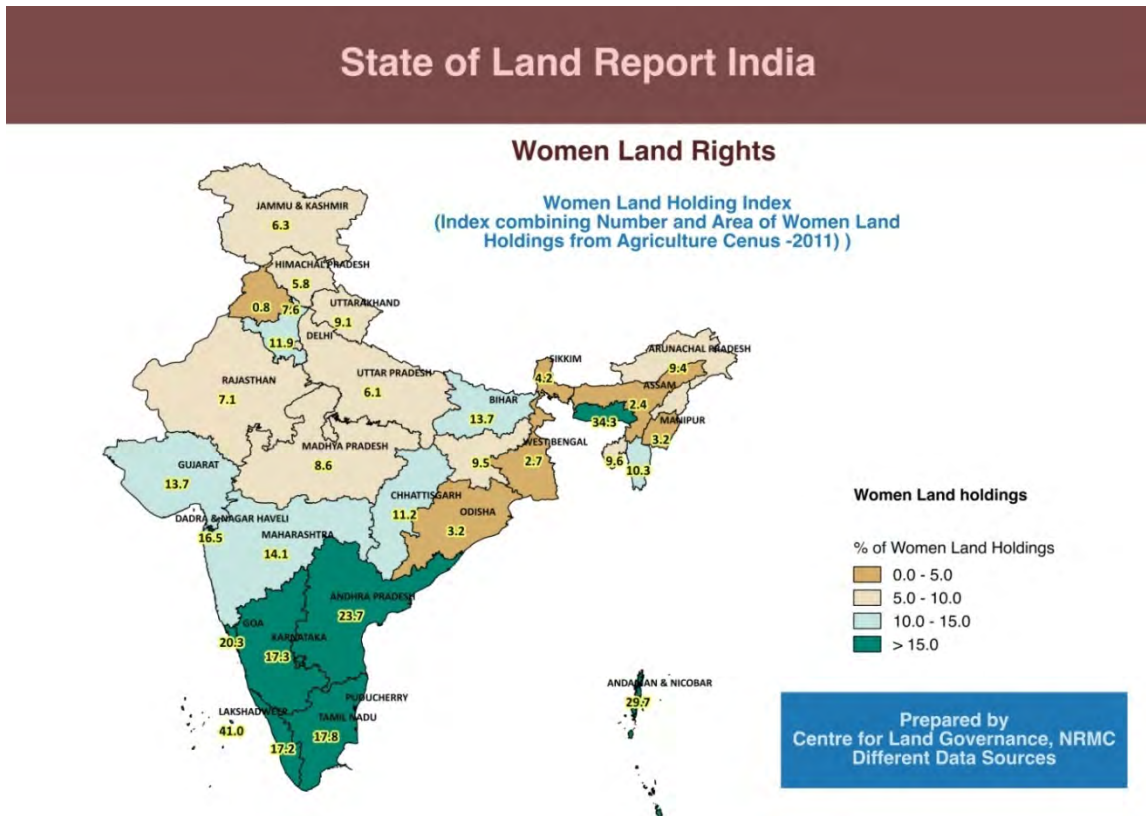 State of Land Report India
Women Land Rights
Women Land Holding Index
(Index combining Number and Area of Women Land
Holdings from Agriculture Cenus -2011) )
JAMMU & KASHMIR
6.3
HIMACHAL PRADESH
5.8
0.8
7.6
UTTARAKHAND
9.1
11.9
DELHI
RAJASTHAN
7.1
UTTAR PRADESH
6.1
BIHAR
13.7
SIKKIM
4.2
ARUNACHAL PRADESH
9.4
ASSAM
2.4
34.3
MANIPUR
3.2
9.6
10.3
WEST BENGAL
2.7
9.5
MADHYA PRADESH
8.6
GUJARAT
13.7
CHHATTISGARH
11.2
ODISHA
3.2
DADRA & NAGAR HAVELI
16.5
MAHARASHTRA
14.1
ANDHRA PRADESH
23.7
GOA
20.3
KARNATAKA
17.3
PUDUCHERRY
LAKSHADWEEP
41.0
TAMIL NADU
17.8
17.2
ANDAMAN & NICOBAR
29.7
Women Land holdings
% of Women Land Holdings
0.0 - 5.0
5.0 - 10.0
10.0 - 15.0
> 15.0
Prepared by
Centre for Land Governance, NRMC
Different Data Sources